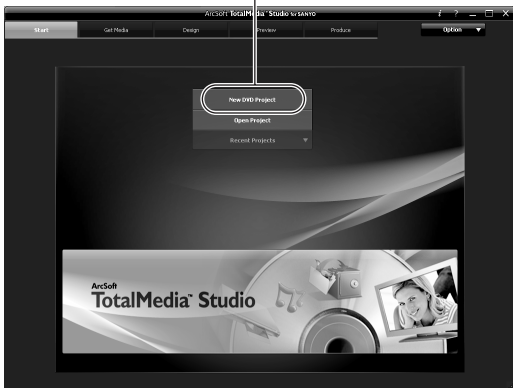 ArcSoft TotalMedia™ Studio for SANYO
i ?
Start Get Media Design Preview Produce Option
New DVD Project
Open Project
Recent Projects
ArcSoft
TotalMedia™ Studio